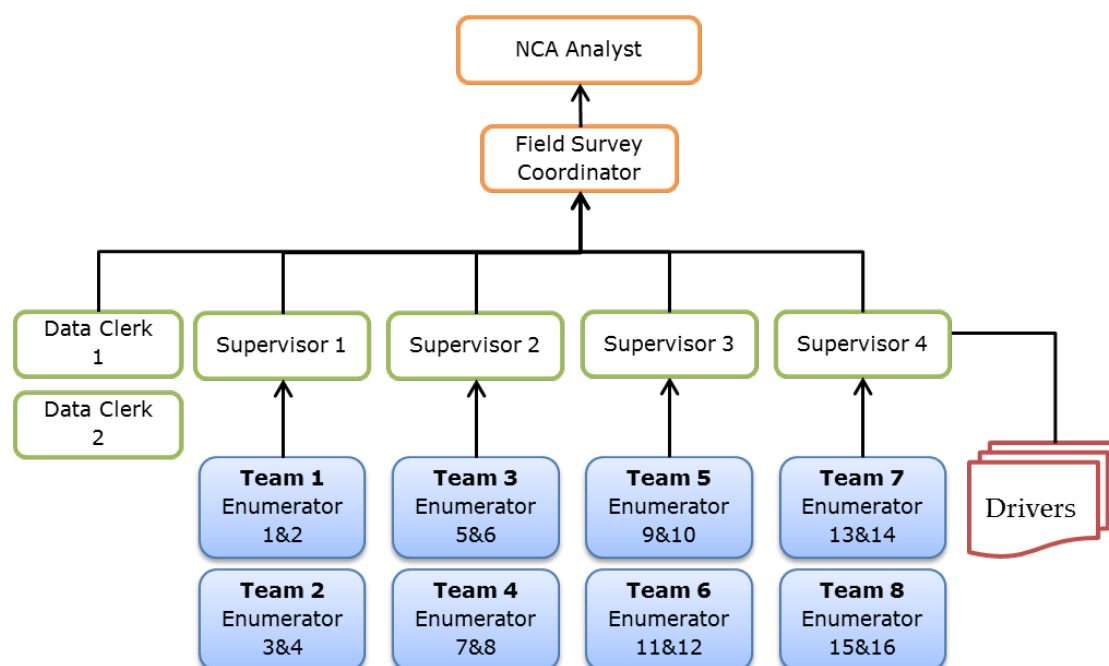 NCA Analyst
Field Survey
Coordinator
Data Clerk
1
Supervisor 1
Supervisor 2
Supervisor 3
Supervisor 4
Data Clerk
2
Team 1
Enumerator
1&2
Team 3
Enumerator
5&6
Team 5
Enumerator
9&10
Team 7
Enumerator
13&14
Drivers
Team 2
Enumerator
3&4
Team 4
Enumerator
7&8
Team 6
Enumerator
11&12
Team 8
Enumerator
15&16